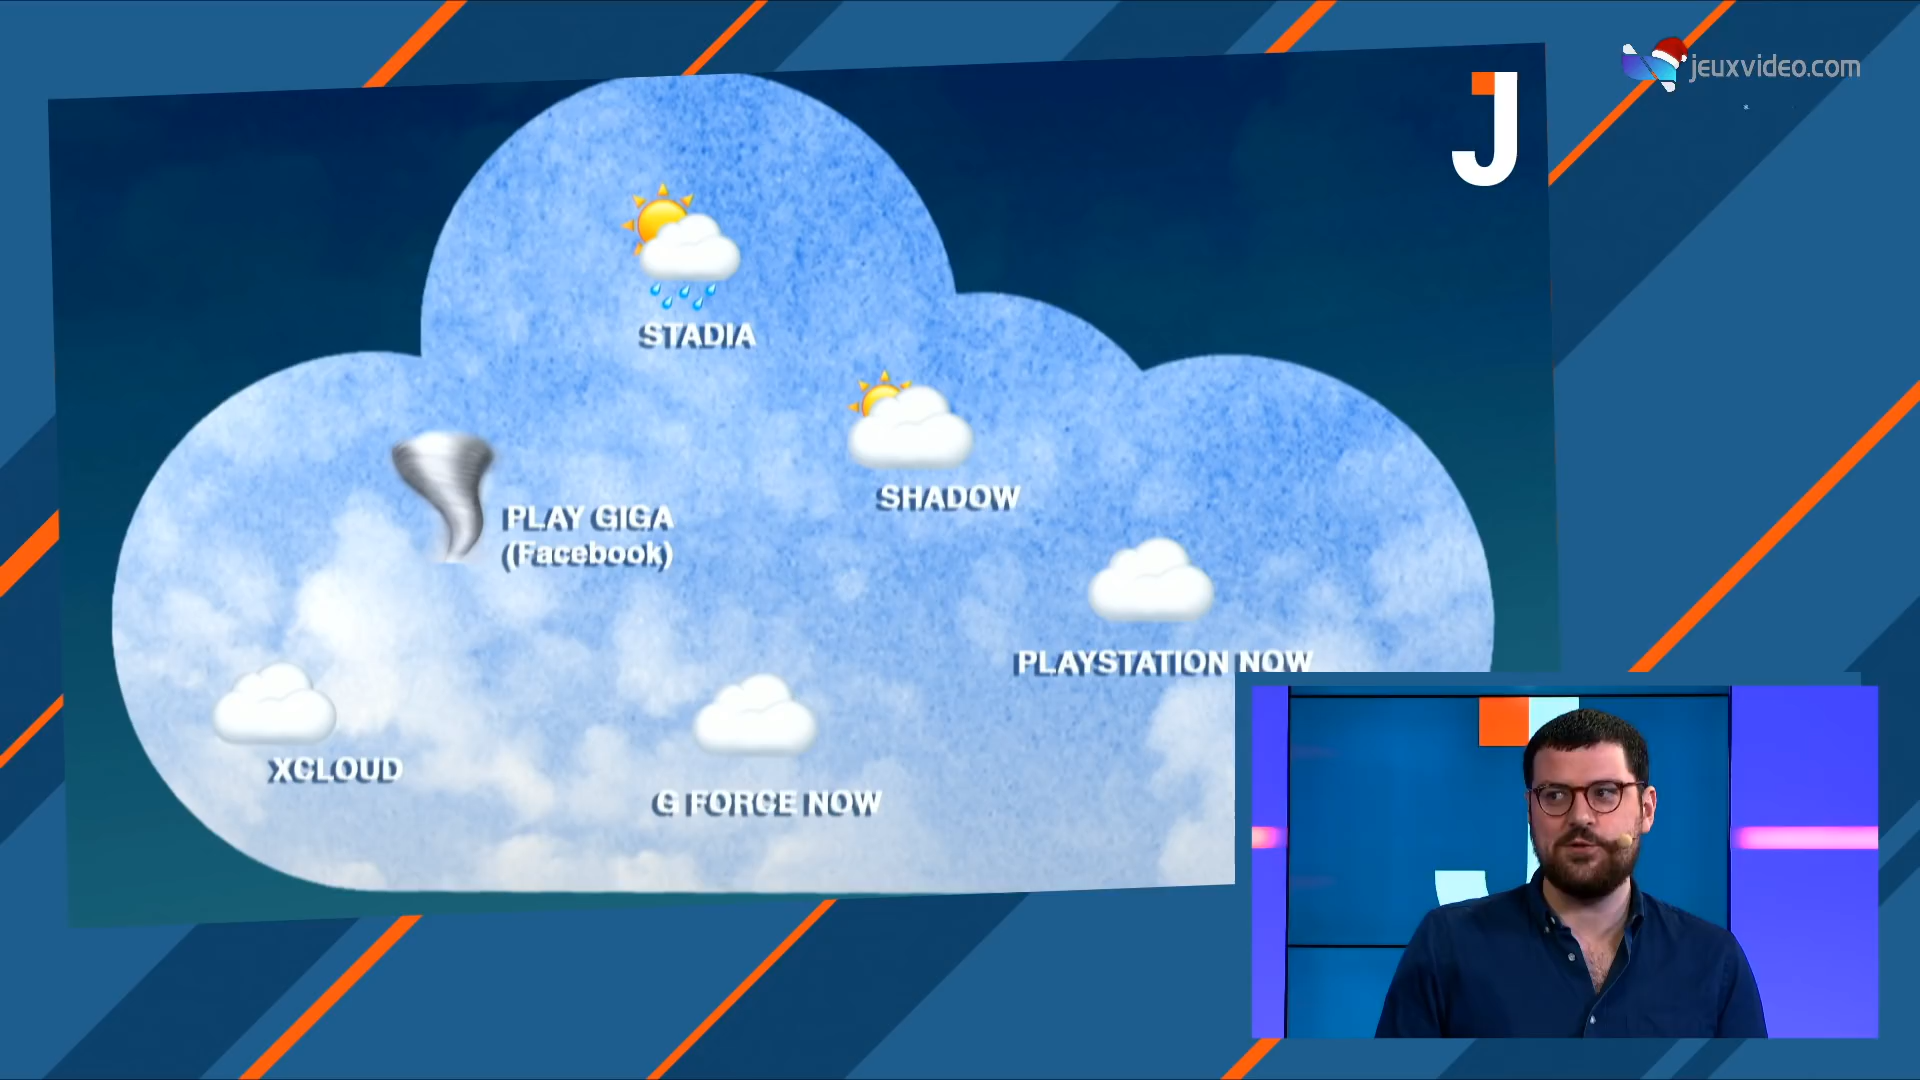 jeuxvideo.com
J
STADIA
SHADOW
PLAY GIGA
(Facebook)
PLAYSTATION NOW
XCLOUD
G FORCE NOW